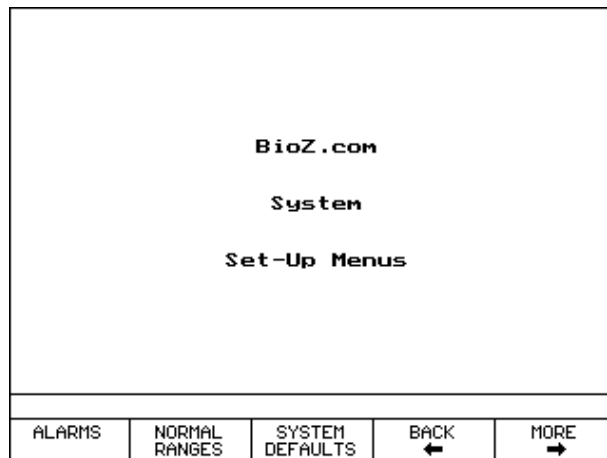 BioZ.com
System
Set-Up Menus
ALARMS
NORMAL
RANGES
SYSTEM
DEFAULTS
BACK
←
MORE
→